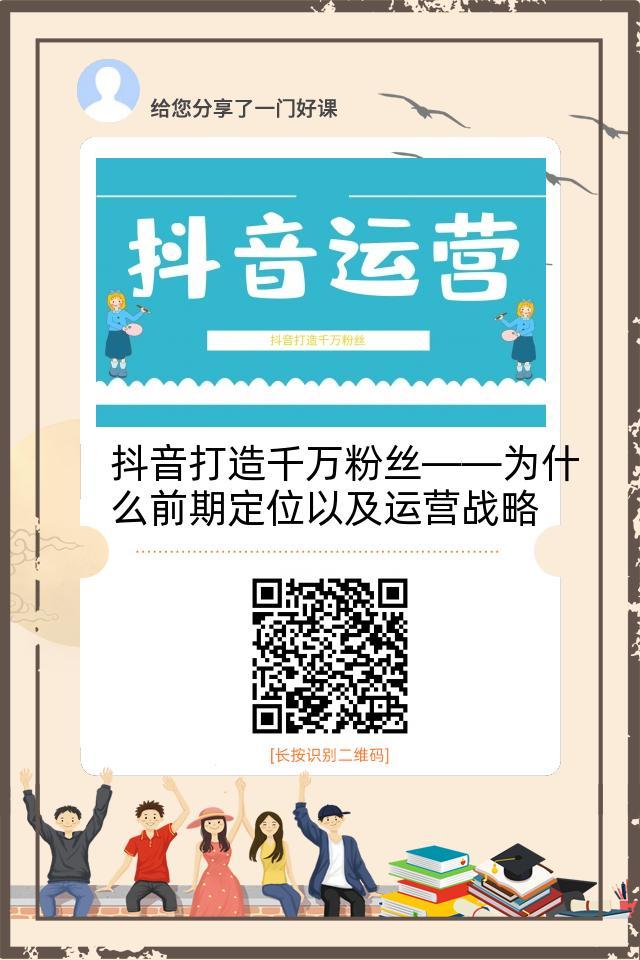 给您分享了一门好课
抖音运营
抖音打造千万粉丝
抖音打造千万粉丝——为什
么前期定位以及运营战略
[长按识别二维码]